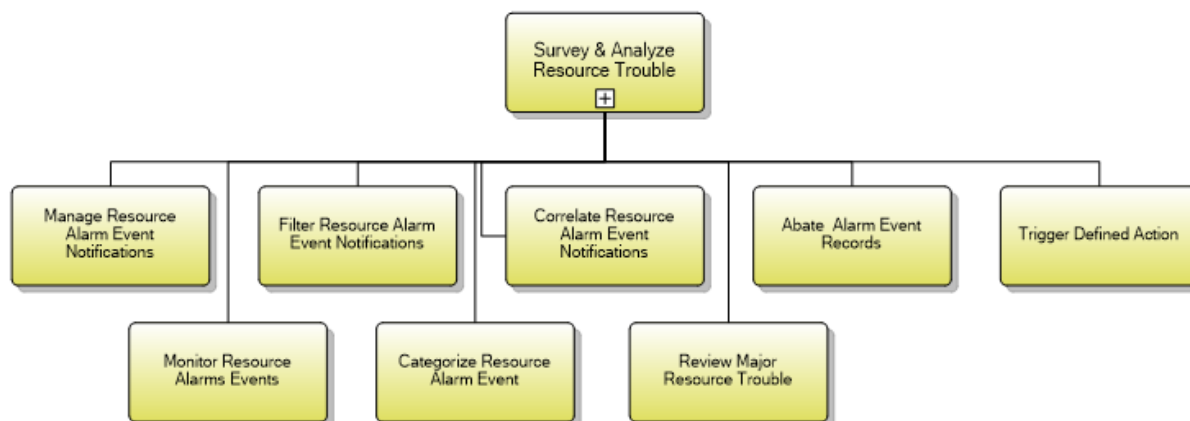 Survey & Analyze
Resource Trouble
Manage Resource
Alarm Event
Notifications
Filter Resource Alarm
Event Notifications
Correlate Resource
Alarm Event
Notifications
Abate Alarm Event
Records
Trigger Defined Action
Monitor Resource
Alarms Events
Categorize Resource
Alarm Event
Review Major
Resource Trouble